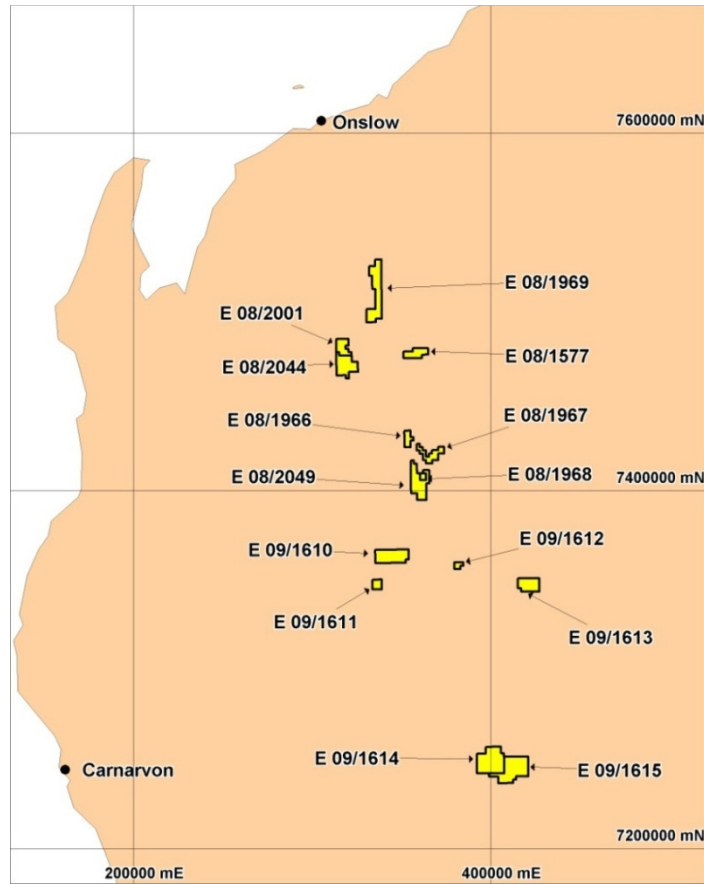 Onslow
7600000 mN
E 08/1969
E 08/2001
E 08/1577
E 08/2044
E 08/1966
E 08/1967
E 08/2049
E 08/1968
7400000 mN
E 09/1610
E 09/1612
E 09/1611
E 09/1613
E 09/1614
E 09/1615
Carnarvon
7200000 mN
200000 mE
400000 mE